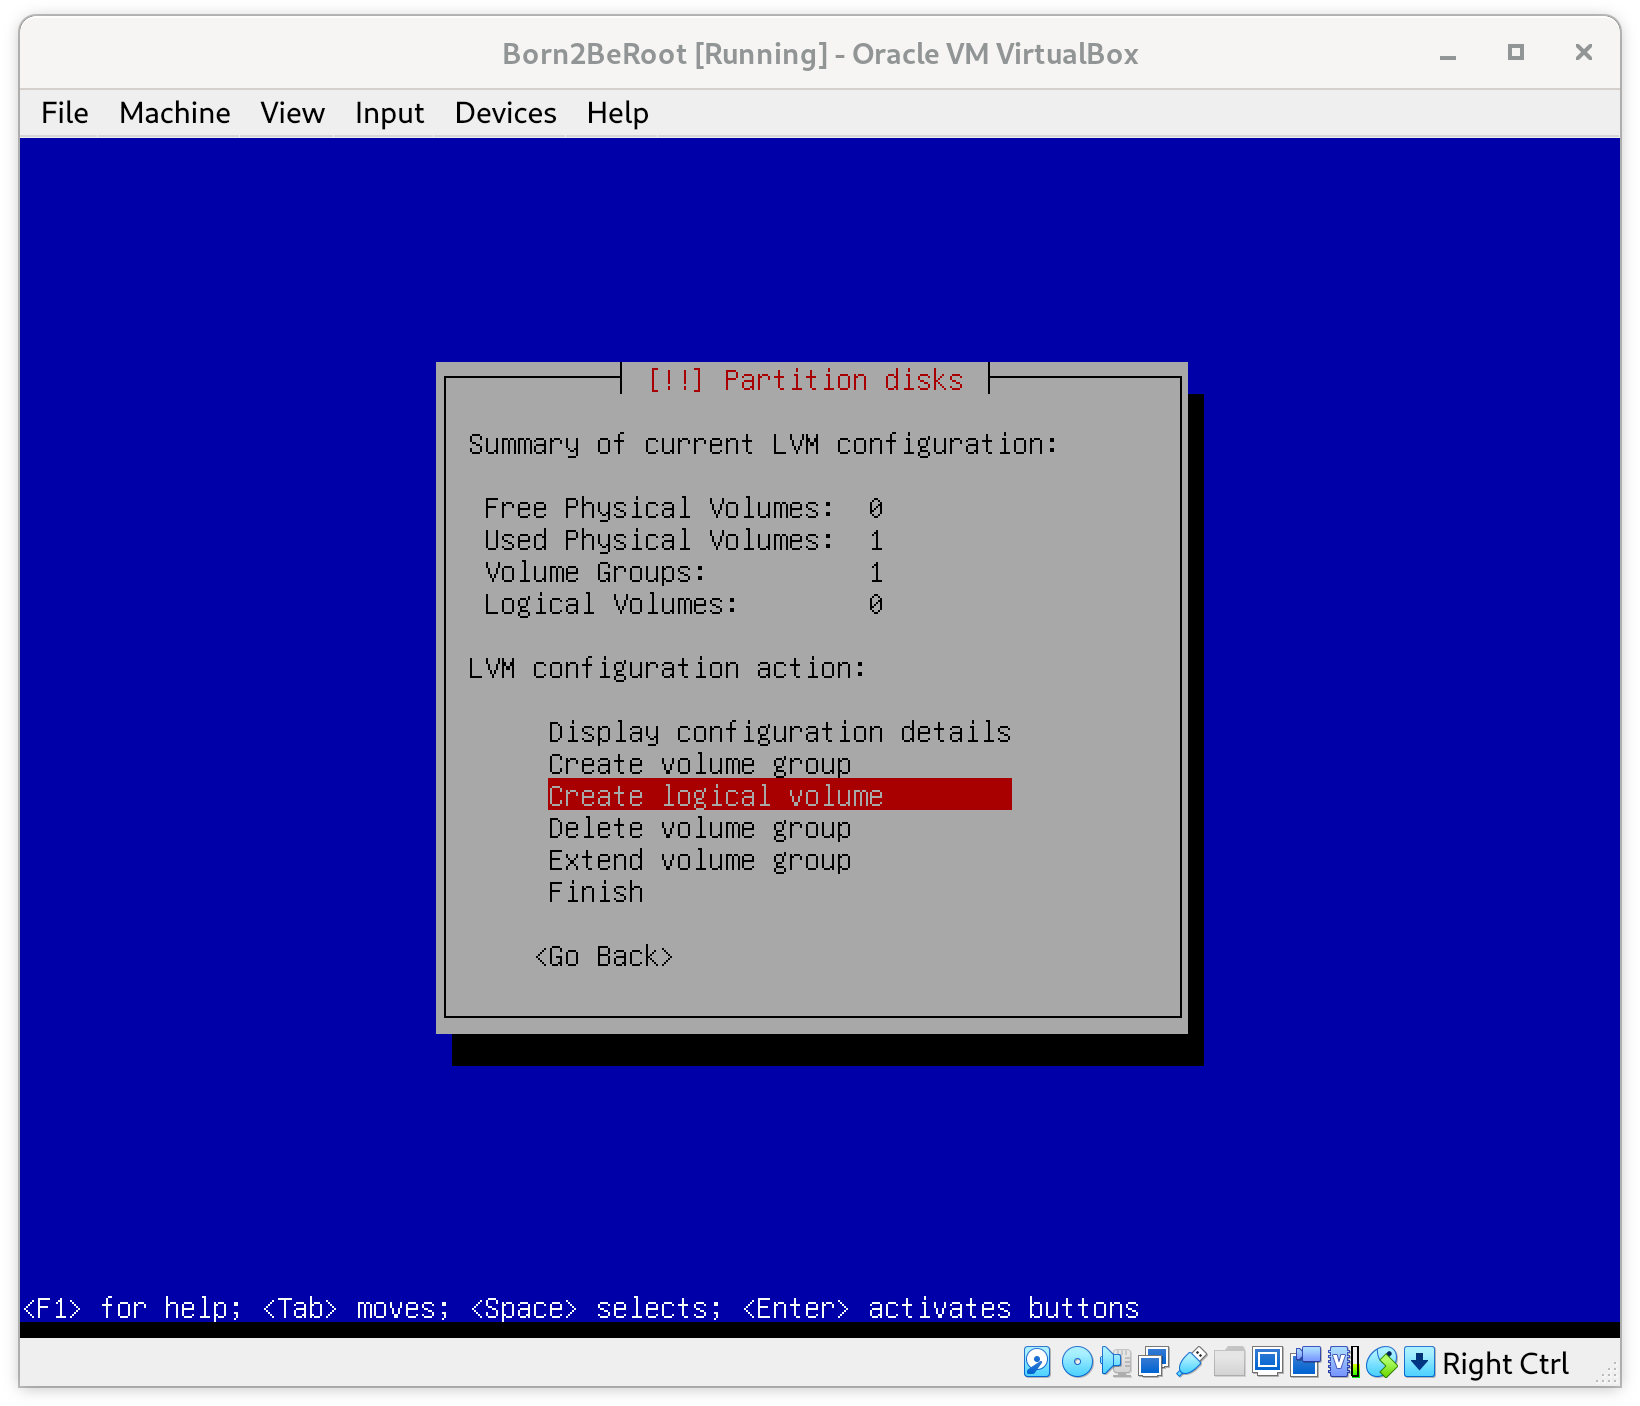 Born2BeRoot [Running] - Oracle VM VirtualBox
File Machine View Input Devices Help
[!!] Partition disks
Summary of current LVM configuration:
Free Physical Volumes: 0
Used Physical Volumes: 1
Volume Groups: 1
Logical Volumes: 0
LVM configuration action:
Display configuration details
Create volume group
Create logical volume
Delete volume group
Extend volume group
Finish
<Go Back>
<F1> for help; <Tab> moves; <Space> selects; <Enter> activates buttons
Right Ctrl